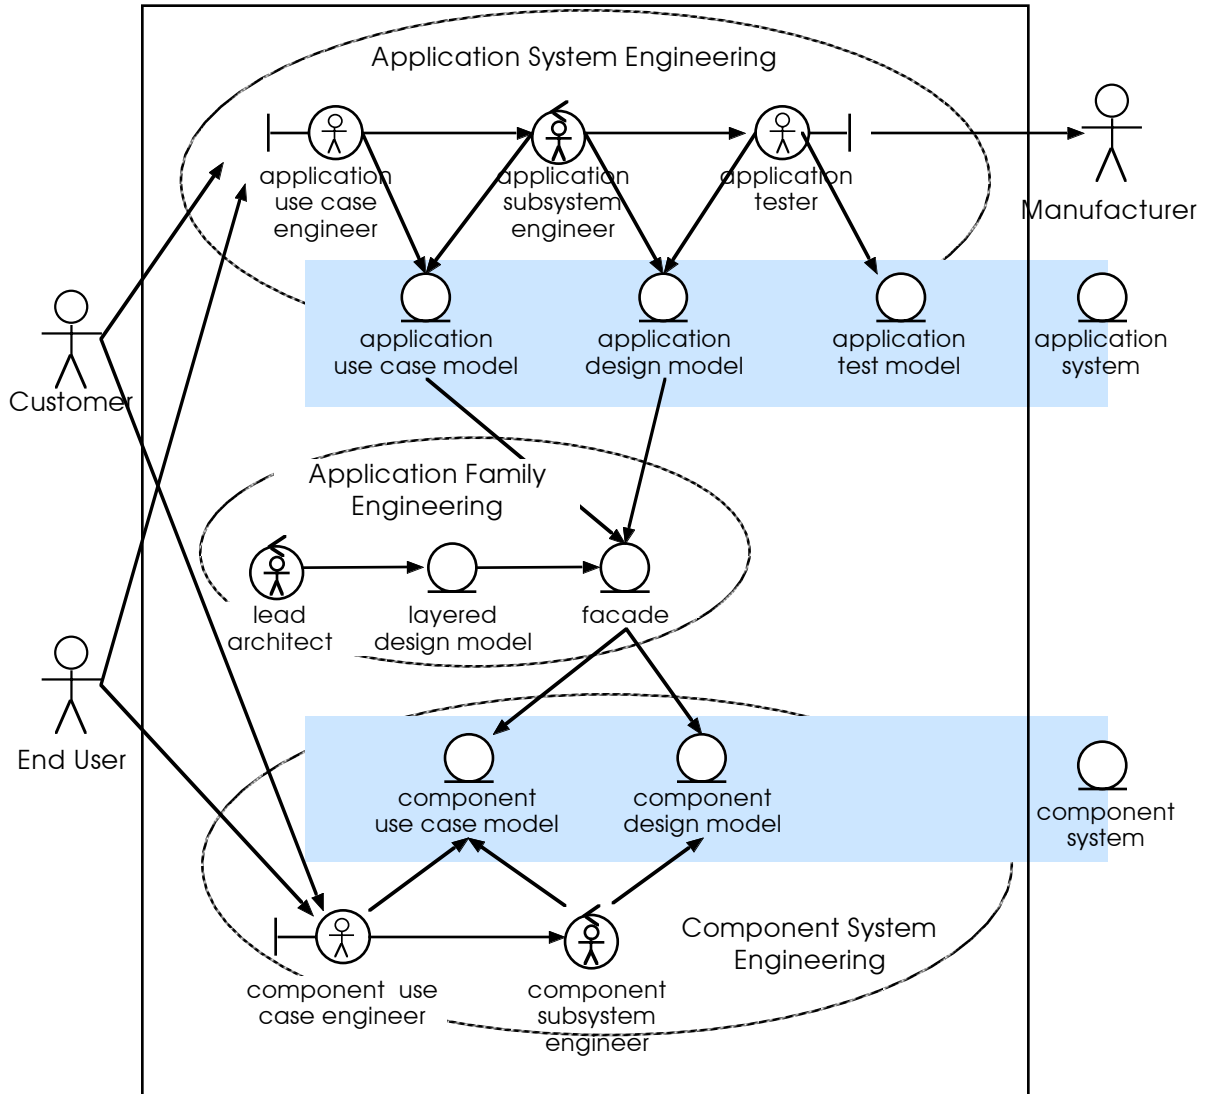 Application System Engineering
application
use case
engineer
application
subsystem
engineer
application
tester
Manufacturer
application
use case model
application
design model
application
test model
application
system
Customer
Application Family
Engineering
lead
architect
layered
design model
facade
End User
component
use case model
component
design model
component
system
Component System
Engineering
component use
case engineer
component
subsystem
engineer